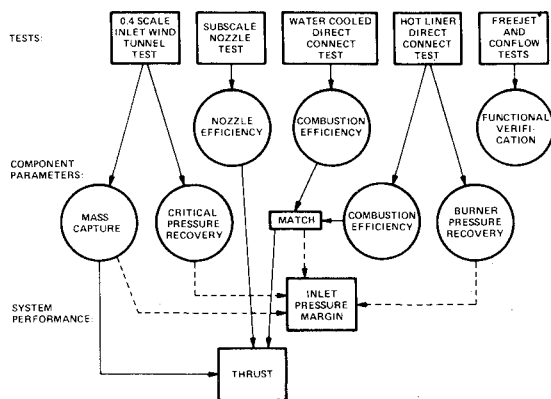 TESTS:
0.4 SCALE
INLET WIND
TUNNEL
TEST
SUBSCALE
NOZZLE
TEST
WATER COOLED
DIRECT
CONNECT
TEST
HOT LINER
DIRECT
CONNECT
TEST
FREEJET
AND
CONFLOW
TESTS
NOZZLE
EFFICIENCY
COMBUSTION
EFFICIENCY
FUNCTIONAL
VERIFI-
CATION
COMPONENT
PARAMETERS:
MASS
CAPTURE
CRITICAL
PRESSURE
RECOVERY
MATCH
COMBUSTION
EFFICIENCY
BURNER
PRESSURE
RECOVERY
SYSTEM
PERFORMANCE:
INLET
PRESSURE
MARGIN
THRUST